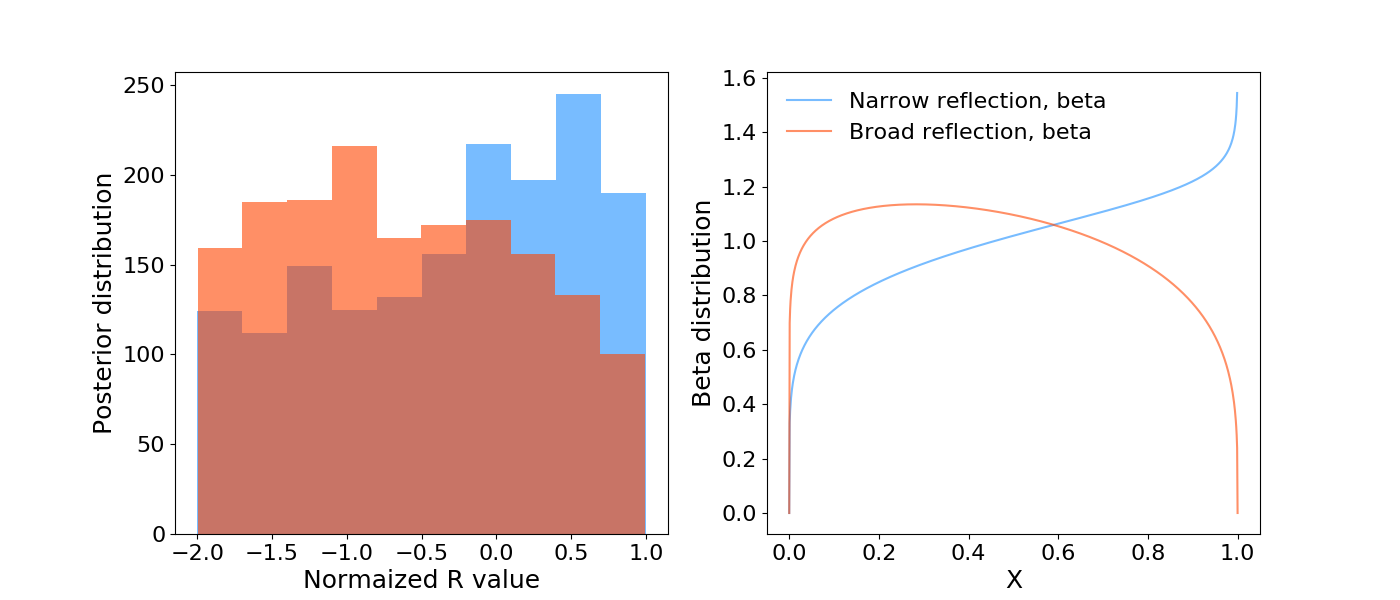 250
200
150
100
50
0
Posterior distribution
−2.0 −1.5 −1.0 −0.5 0.0 0.5 1.0
Normaized R value
1.6
1.4
1.2
1.0
0.8
0.6
0.4
0.2
0.0
Beta distribution
Narrow reflection, beta
Broad reflection, beta
0.0 0.2 0.4 0.6 0.8 1.0
X